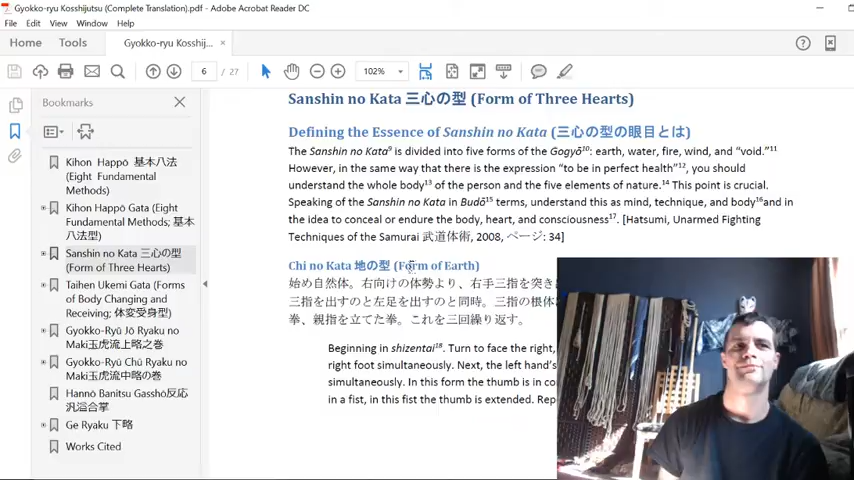 Gyokko-ryu Kosshijutsu (Complete Translation).pdf - Adobe Acrobat Reader DC
File Edit View Window Help
Home Tools Gyokko-ryu Kosshij... ×
6 / 27 102%
Bookmarks
Kihon Happō 基本八法
(Eight Fundamental
Methods)
Kihon Happō Gata (Eight
Fundamental Methods; 基本
八法型)
Sanshin no Kata 三心の型
(Form of Three Hearts)
Taihen Ukemi Gata (Forms
of Body Changing and
Receiving; 体変受身型)
Gyokko-Ryū Jō Ryaku no
Maki玉虎流上略之巻
Gyokko-Ryū Chū Ryaku no
Maki玉虎流中略の巻
Hannō Banitsu Gasshō反応
汎溢合掌
Ge Ryaku 下略
Works Cited
Sanshin no Kata 三心の型 (Form of Three Hearts)
Defining the Essence of Sanshin no Kata (三心の型の眼目とは)
The Sanshin no Kata9 is divided into five forms of the Gogyō10: earth, water, fire, wind, and “void.”11
However, in the same way that there is the expression “to be in perfect health”12, you should
understand the whole body13 of the person and the five elements of nature.14 This point is crucial.
Speaking of the Sanshin no Kata in Budō15 terms, understand this as mind, technique, and body16and in
the idea to conceal or endure the body, heart, and consciousness17. [Hatsumi, Unarmed Fighting
Techniques of the Samurai 武道体術, 2008, ページ: 34]
Chi no Kata 地の型 (Form of Earth)
始め自然体。右向けの体勢より、右手三指を突き
三指を出すのと左足を出すのと同時。三指の根体
拳、親指を立てた拳。これを三回繰り返す。
Beginning in shizentai18. Turn to face the right,
right foot simultaneously. Next, the left hand's
simultaneously. In this form the thumb is in co
in a fist, in this fist the thumb is extended. Rep